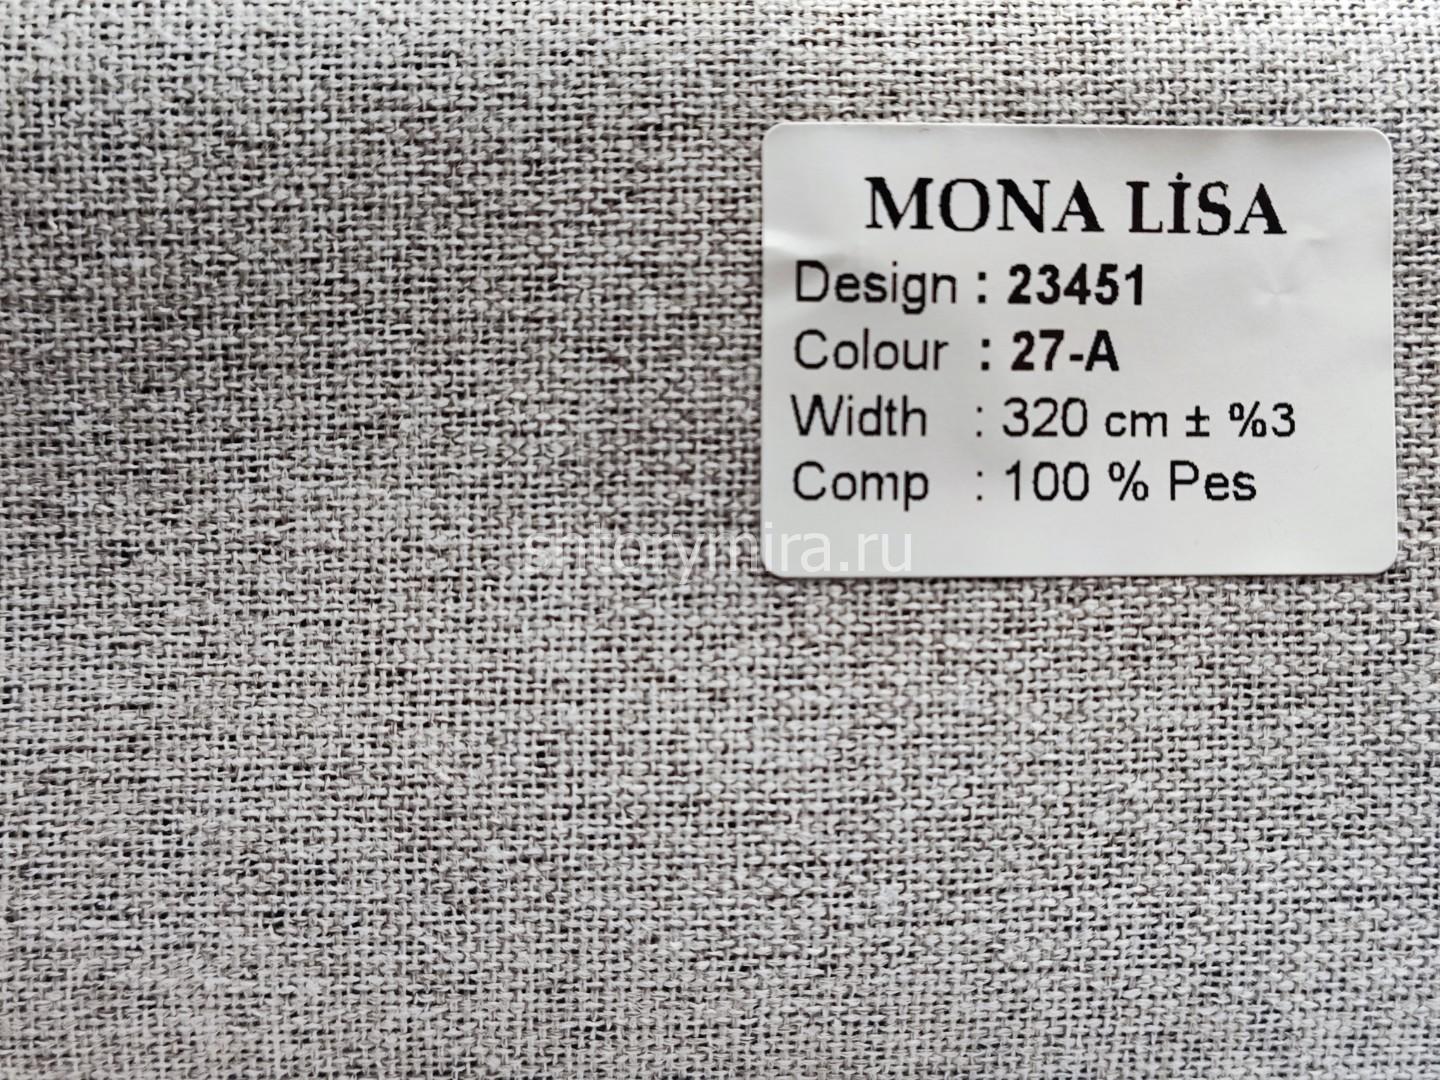 MONA LİSA
Design : 23451
Colour : 27-A
Width : 320 cm ± %3
Comp : 100 % Pes
shtorymira.ru